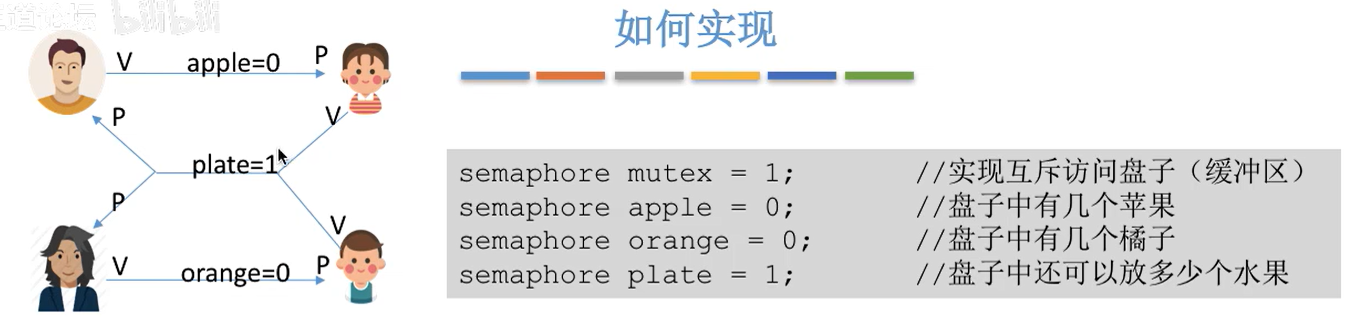 如何实现
V apple=0 P
P V
plate=1
P V
V orange=0 P
semaphore mutex = 1; //实现互斥访问盘子（缓冲区）
semaphore apple = 0; //盘子中有几个苹果
semaphore orange = 0; //盘子中有几个橘子
semaphore plate = 1; //盘子中还可以放多少个水果